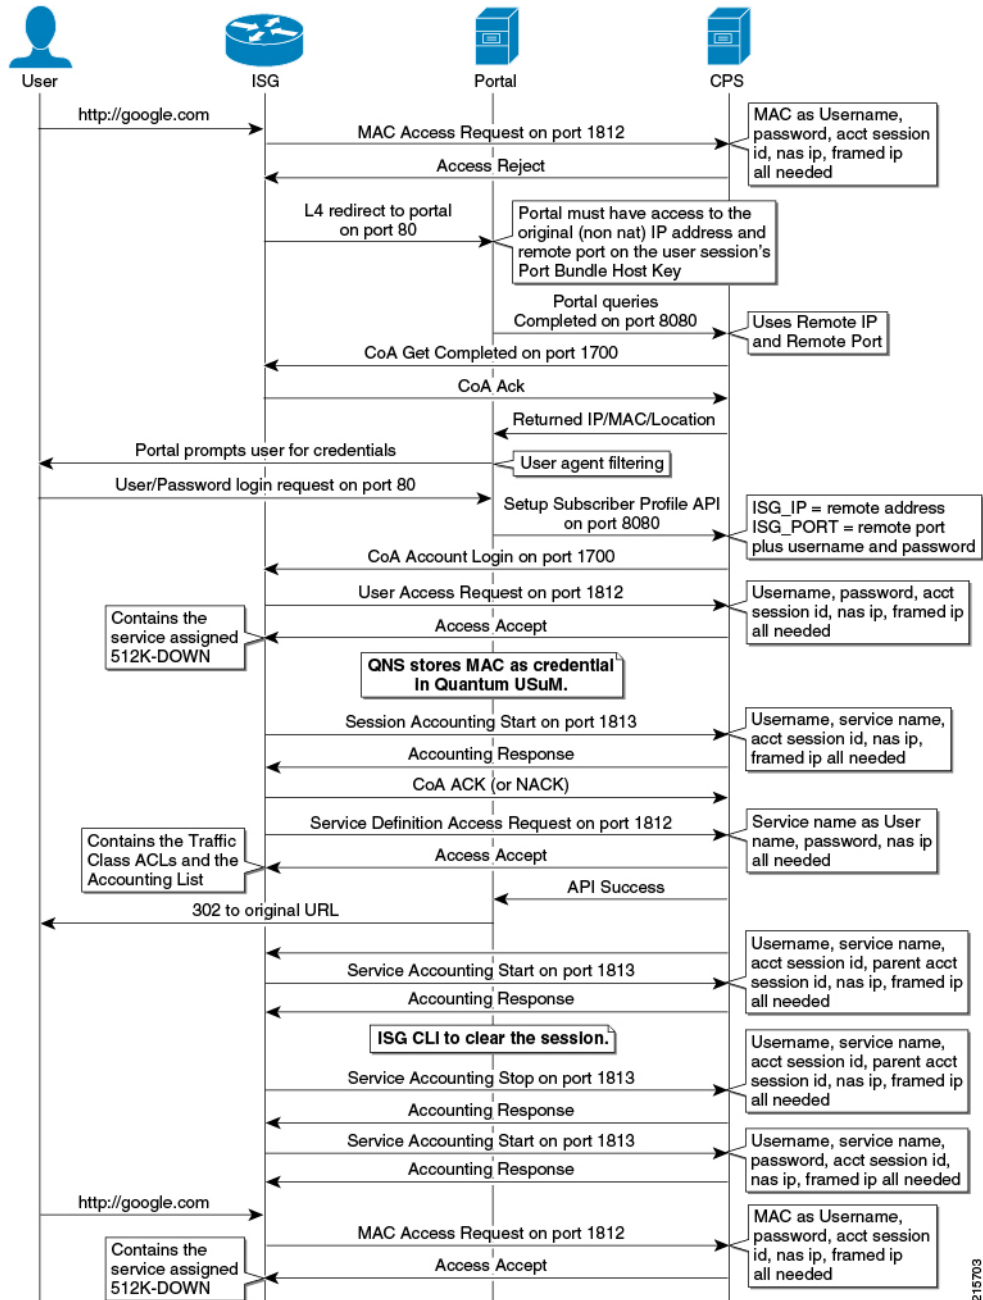 User
ISG
Portal
CPS
http://google.com
MAC Access Request on port 1812
MAC as Username,
password, acct session
id, nas ip, framed ip
all needed
Access Reject
L4 redirect to portal
on port 80
Portal must have access to the
original (non nat) IP address and
remote port on the user session's
Port Bundle Host Key
Portal queries
Completed on port 8080
Uses Remote IP
and Remote Port
CoA Get Completed on port 1700
CoA Ack
Returned IP/MAC/Location
Portal prompts user for credentials
User agent filtering
User/Password login request on port 80
Setup Subscriber Profile API
on port 8080
ISG_IP = remote address
ISG_PORT = remote port
plus username and password
CoA Account Login on port 1700
User Access Request on port 1812
Username, password, acct
session id, nas ip, framed ip
all needed
Contains the
service assigned
512K-DOWN
Access Accept
QNS stores MAC as credential
in Quantum USuM.
Session Accounting Start on port 1813
Username, service name,
acct session id, nas ip,
framed ip all needed
Accounting Response
CoA ACK (or NACK)
Service Definition Access Request on port 1812
Service name as User
name, password, nas ip
all needed
Contains the Traffic
Class ACLs and the
Accounting List
Access Accept
API Success
302 to original URL
Username, service name,
acct session id, parent acct
session id, nas ip, framed ip
all needed
Service Accounting Start on port 1813
Accounting Response
ISG CLI to clear the session.
Username, service name,
acct session id, parent acct
session id, nas ip, framed ip
all needed
Service Accounting Stop on port 1813
Accounting Response
Service Accounting Start on port 1813
Username, service name,
password, acct session id,
nas ip, framed ip all needed
Accounting Response
http://google.com
MAC Access Request on port 1812
MAC as Username,
password, acct session
id, nas ip, framed ip
all needed
Contains the
service assigned
512K-DOWN
Access Accept
215703